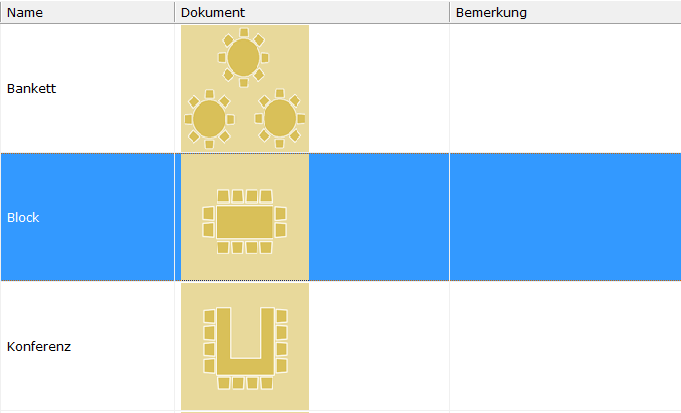 Name Dokument Bemerkung
Bankett
Block
Konferenz